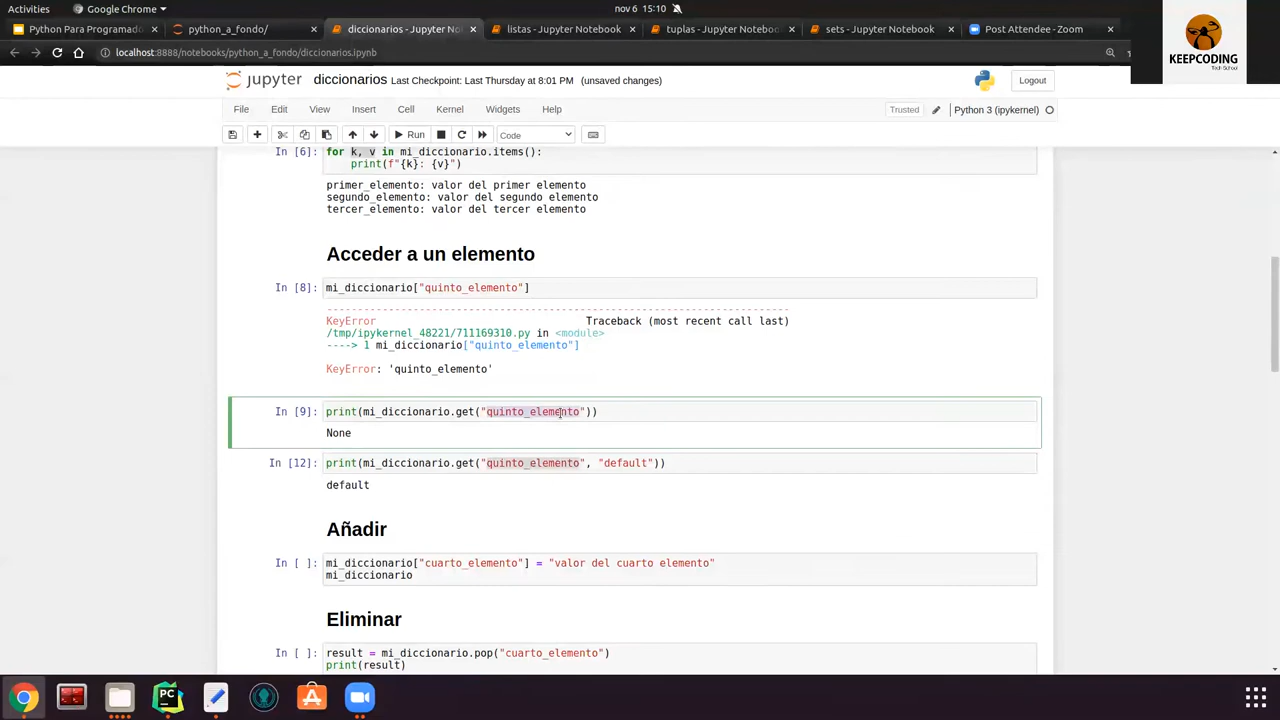 Activities
Google Chrome
nov 6 15:10
Python Para Programado
python_a_fondo/
diccionarios - Jupyter Not
listas - Jupyter Notebook
tuplas - Jupyter Notebook
sets - Jupyter Notebook
Post Attendee - Zoom
localhost:8888/notebooks/python_a_fondo/diccionarios.ipynb
KEEPCODING
Tech School
jupyter diccionarios Last Checkpoint: Last Thursday at 8:01 PM (unsaved changes)
Logout
File Edit View Insert Cell Kernel Widgets Help
Trusted Python 3 (ipykernel)
Run Code
In [6]: for k, v in mi_diccionario.items():
print(f"{k}: {v}")
primer_elemento: valor del primer elemento
segundo_elemento: valor del segundo elemento
tercer_elemento: valor del tercer elemento
Acceder a un elemento
In [8]: mi_diccionario["quinto_elemento"]
---------------------------------------------------------------------------
KeyError Traceback (most recent call last)
/tmp/ipykernel_48221/711169310.py in <module>
----> 1 mi_diccionario["quinto_elemento"]
KeyError: 'quinto_elemento'
In [9]: print(mi_diccionario.get("quinto_elemento"))
None
In [12]: print(mi_diccionario.get("quinto_elemento", "default"))
default
Añadir
In [ ]: mi_diccionario["cuarto_elemento"] = "valor del cuarto elemento"
mi_diccionario
Eliminar
In [ ]: result = mi_diccionario.pop("cuarto_elemento")
print(result)
PC